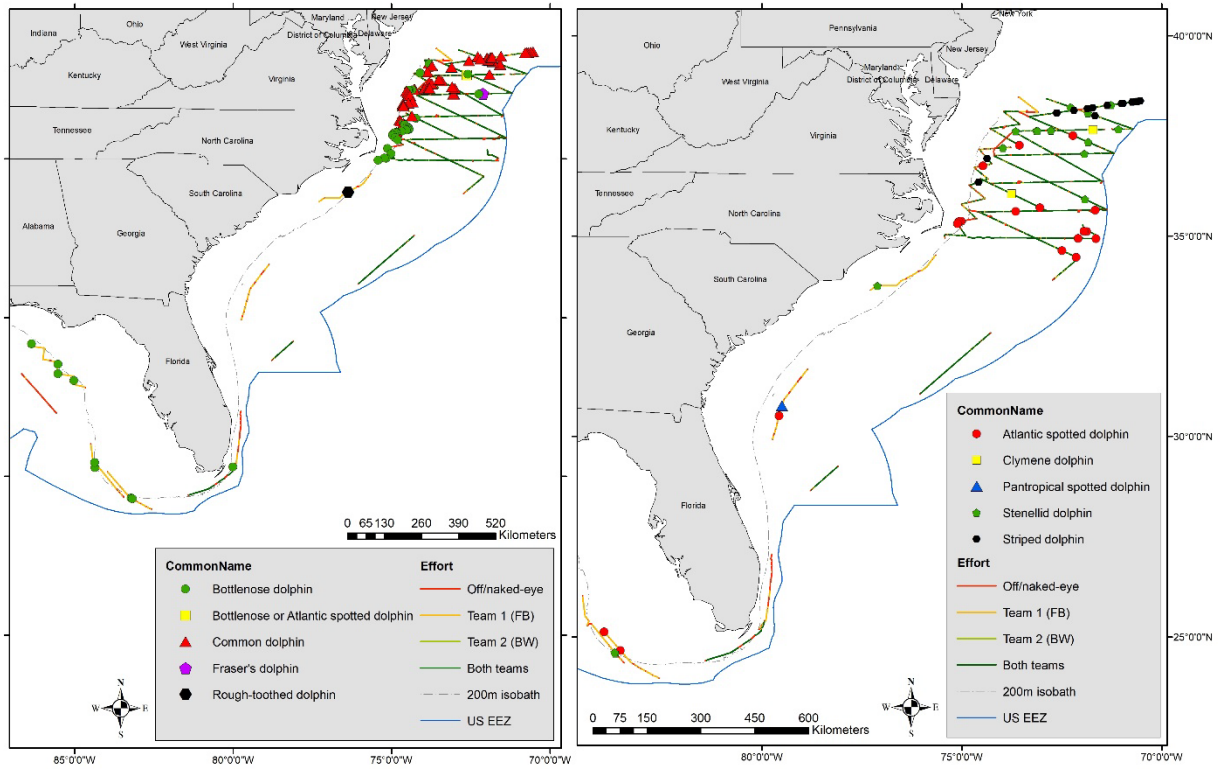 Indiana
Ohio
Maryland
New Jersey
District of Columbia
Delaware
West Virginia
Kentucky
Virginia
Tennessee
North Carolina
South Carolina
Alabama
Georgia
Florida
0 65 130 260 390 520
Kilometers
CommonName
Bottlenose dolphin
Bottlenose or Atlantic spotted dolphin
Common dolphin
Fraser's dolphin
Rough-toothed dolphin
Effort
Off/naked-eye
Team 1 (FB)
Team 2 (BW)
Both teams
200m isobath
US EEZ
N
W E
S
85°0'0"W 80°0'0"W 75°0'0"W 70°0'0"W
New York
Pennsylvania
Ohio
New Jersey
Maryland
District of Columbia
Delaware
West Virginia
Kentucky
Virginia
Tennessee
North Carolina
South Carolina
Georgia
Florida
40°0'0"N
35°0'0"N
30°0'0"N
25°0'0"N
CommonName
Atlantic spotted dolphin
Clymene dolphin
Pantropical spotted dolphin
Stenellid dolphin
Striped dolphin
Effort
Off/naked-eye
Team 1 (FB)
Team 2 (BW)
Both teams
200m isobath
US EEZ
0 75 150 300 450 600
Kilometers
N
W E
S
80°0'0"W 75°0'0"W 70°0'0"W